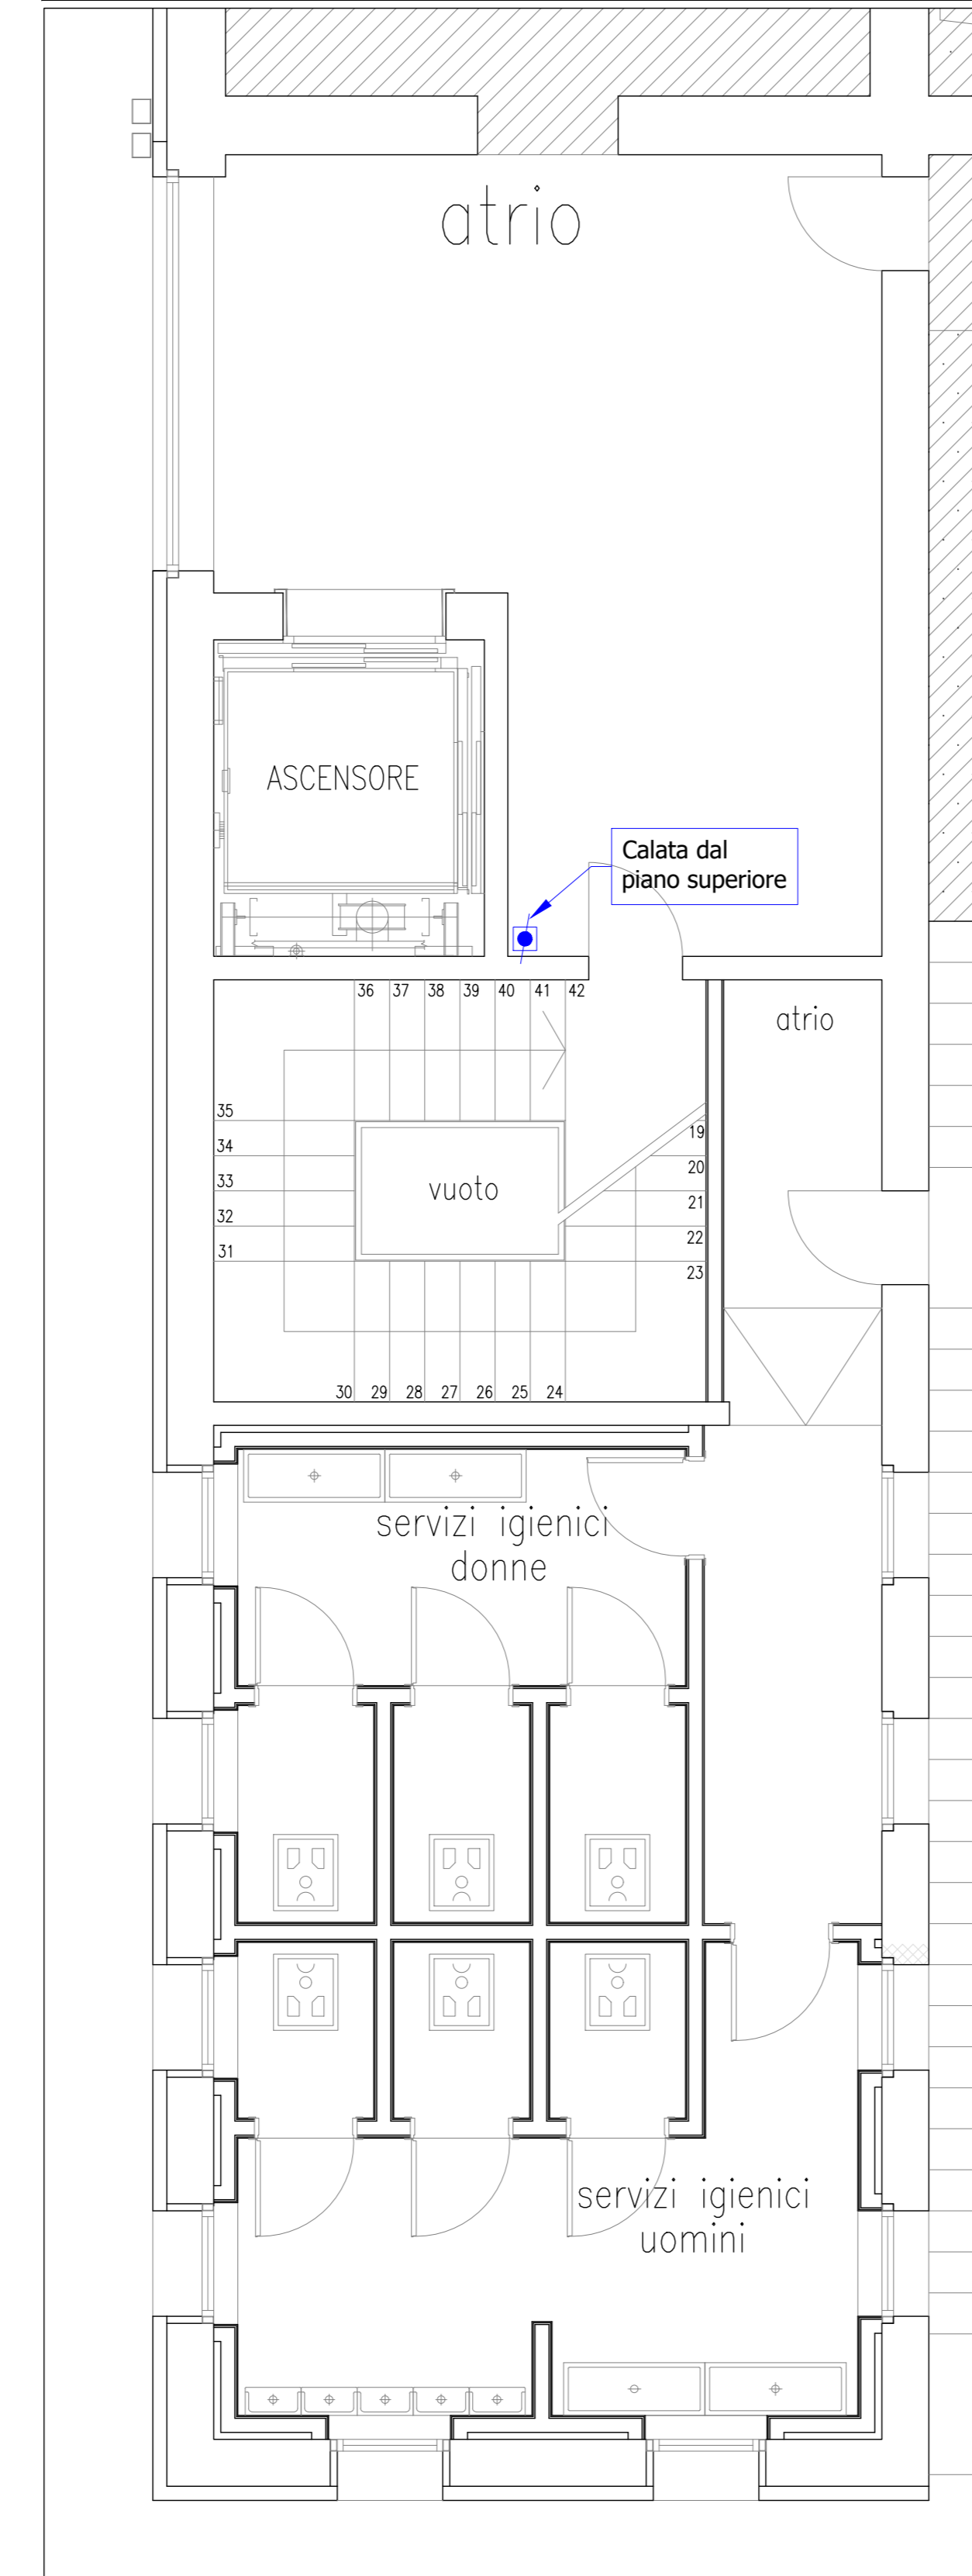 atrio
ASCENSORE
Calata dal
piano superiore
36 37 38 39 40 41 42
atrio
35
34
33
32
31
vuoto
19
20
21
22
23
30 29 28 27 26 25 24
servizi igienici
donne
servizi igienici
uomini